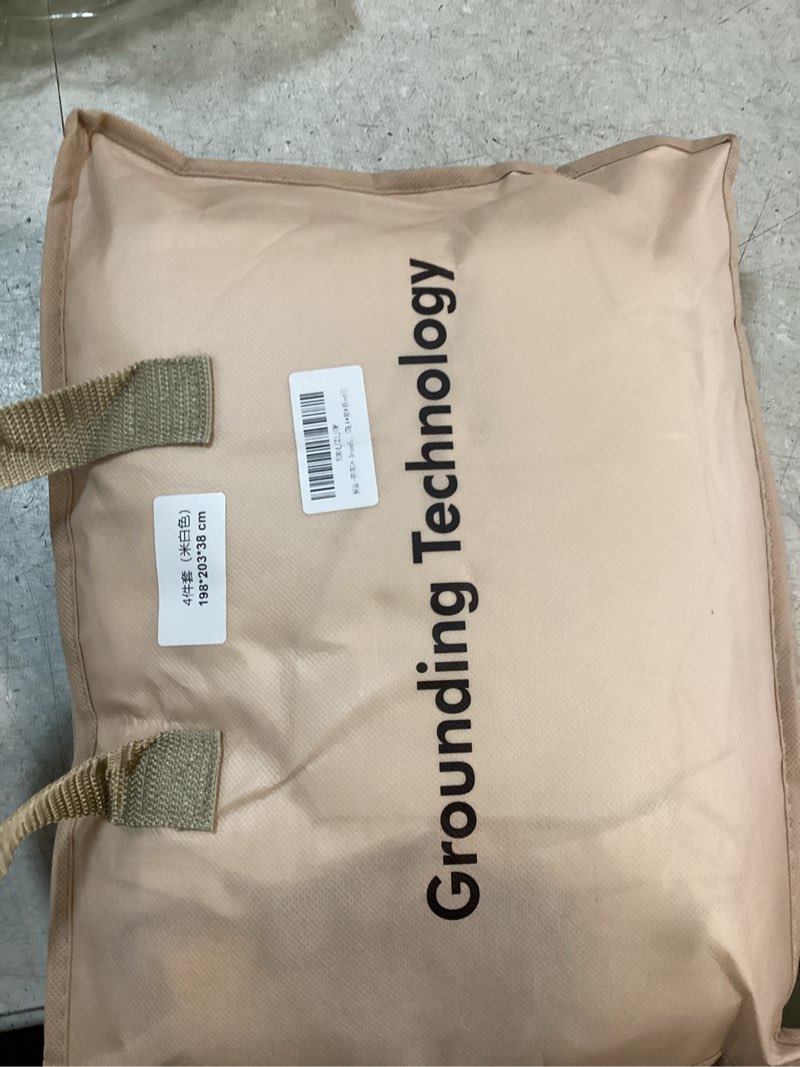 4件套（米白色）
198*203*38 cm
Grounding Technology